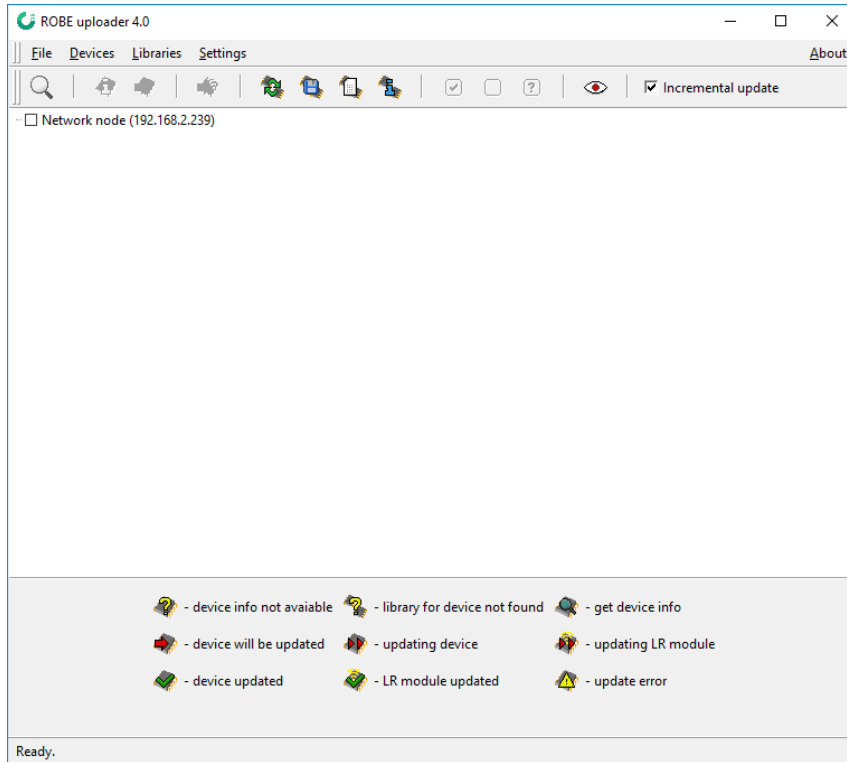 ROBE uploader 4.0
File Devices Libraries Settings About
Incremental update
Network node (192.168.2.239)
- device info not avaiable - library for device not found - get device info
- device will be updated - updating device - updating LR module
- device updated - LR module updated - update error
Ready.